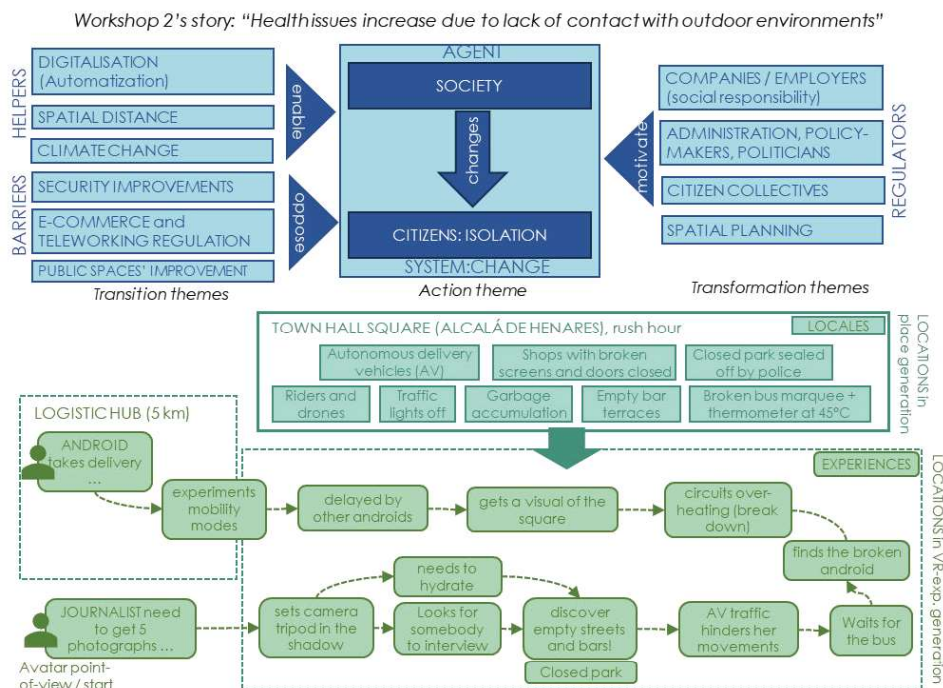 Workshop 2's story: "Health issues increase due to lack of contact with outdoor environments"
HELPERS
DIGITALISATION
(Automatization)
SPATIAL DISTANCE
CLIMATE CHANGE
enable
BARRIERS
SECURITY IMPROVEMENTS
E-COMMERCE and
TELEWORKING REGULATION
PUBLIC SPACES' IMPROVEMENT
oppose
Transition themes
AGENT
SOCIETY
changes
CITIZENS: ISOLATION
SYSTEM:CHANGE
Action theme
motivate
COMPANIES / EMPLOYERS
(social responsibility)
ADMINISTRATION, POLICY-
MAKERS, POLITICIANS
CITIZEN COLLECTIVES
SPATIAL PLANNING
REGULATORS
Transformation themes
TOWN HALL SQUARE (ALCALÁ DE HENARES), rush hour
LOCALES
Autonomous delivery
vehicles (AV)
Shops with broken
screens and doors closed
Closed park sealed
off by police
Riders and
drones
Traffic
lights off
Garbage
accumulation
Empty bar
terraces
Broken bus marquee +
thermometer at 45°C
LOCATIONS in
place generation
LOGISTIC HUB (5 km)
ANDROID
takes delivery
...
experiments
mobility
modes
EXPERIENCES
delayed by
other androids
gets a visual of the
square
circuits over-
heating (break
down)
finds the broken
android
needs to
hydrate
JOURNALIST need
to get 5
photographs ...
sets camera
tripod in the
shadow
Looks for
somebody
to interview
discover
empty streets
and bars!
Closed park
AV traffic
hinders her
movements
Waits for
the bus
LOCATIONS in VR-exp. generation
Avatar point-
of-view / start